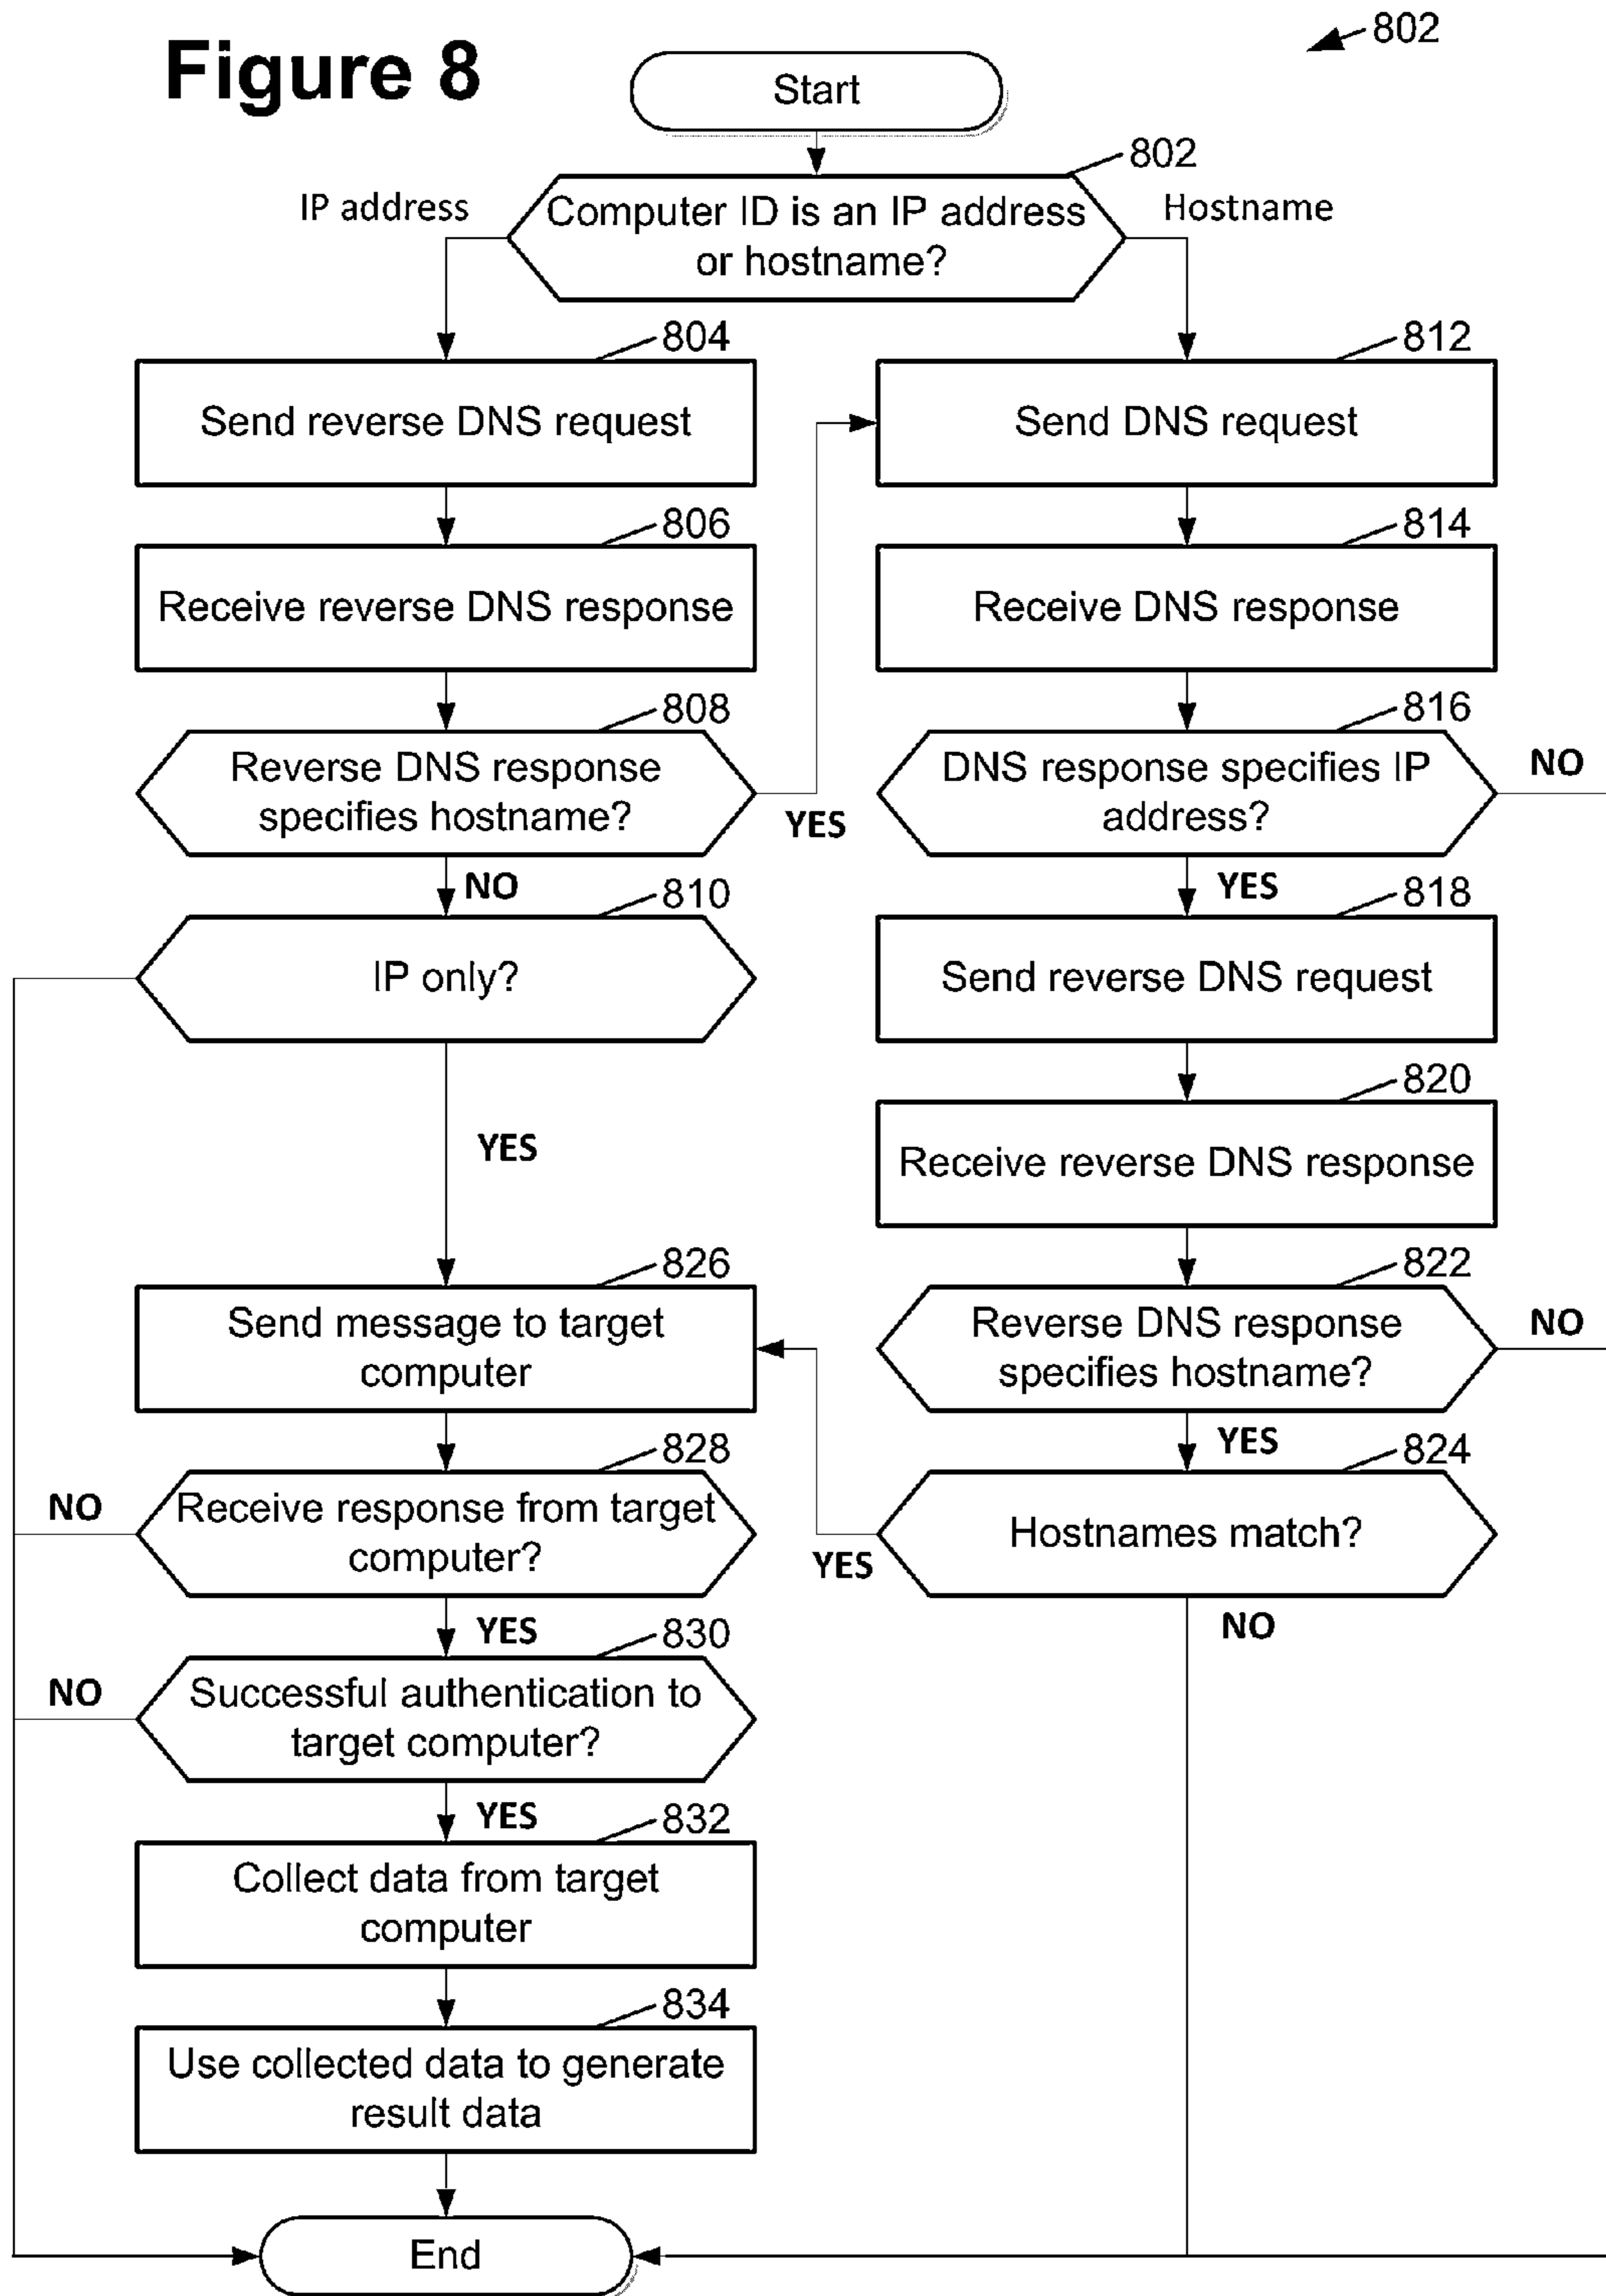 Figure 8
802
Start
802
IP address
Computer ID is an IP address
or hostname?
Hostname
804
Send reverse DNS request
812
Send DNS request
806
Receive reverse DNS response
814
Receive DNS response
808
Reverse DNS response
specifies hostname?
YES
816
DNS response specifies IP
address?
NO
NO
810
IP only?
YES
818
Send reverse DNS request
YES
820
Receive reverse DNS response
826
Send message to target
computer
822
Reverse DNS response
specifies hostname?
NO
828
NO
Receive response from target
computer?
YES
824
Hostnames match?
YES
NO
YES
830
NO
Successful authentication to
target computer?
YES
832
Collect data from target
computer
834
Use collected data to generate
result data
End